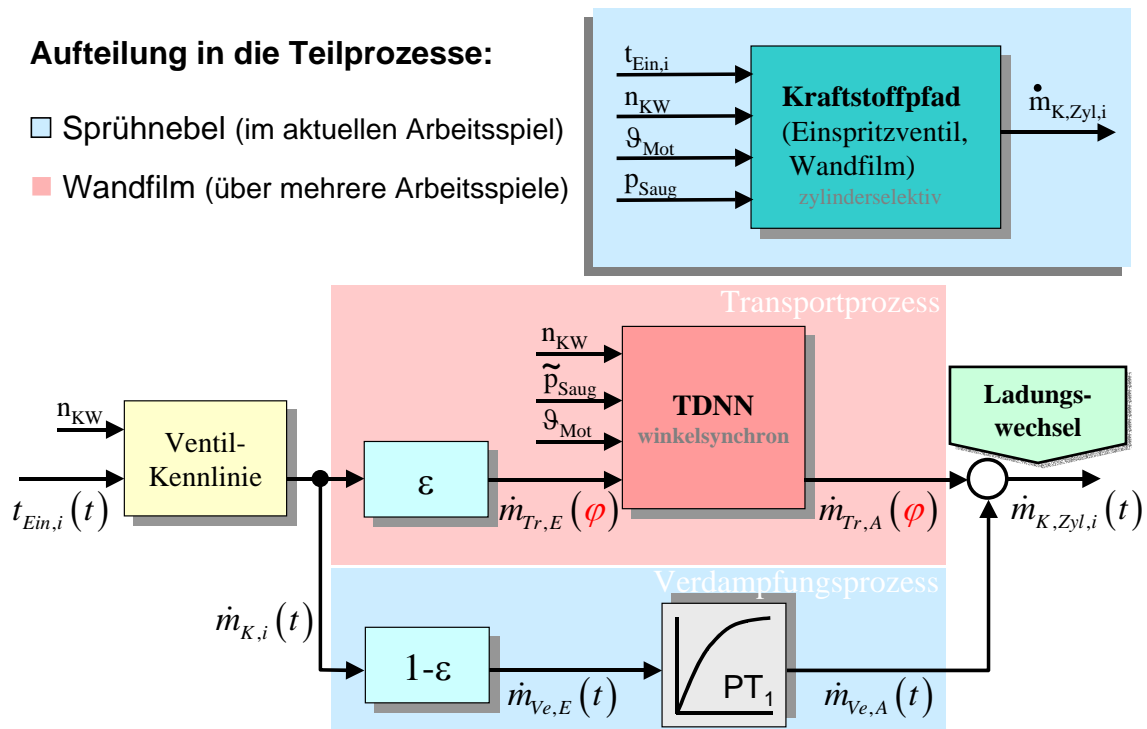 Aufteilung in die Teilprozesse:
Sprühnebel (im aktuellen Arbeitsspiel)
Wandfilm (über mehrere Arbeitsspiele)
t_Ein,i
n_KW
ϑ_Mot
p_Saug
Kraftstoffpfad
(Einspritzventil,
Wandfilm)
zylinderselektiv
ṁ_K,Zyl,i
Transportprozess
n_KW
p̃_Saug
ϑ_Mot
TDNN
winkelsynchron
Ladungs-
wechsel
n_KW
t_Ein,i (t)
Ventil-
Kennlinie
ε
ṁ_Tr,E (φ)
ṁ_Tr,A (φ)
ṁ_K,Zyl,i (t)
Verdampfungsprozess
ṁ_K,i (t)
1-ε
ṁ_Ve,E (t)
PT₁
ṁ_Ve,A (t)